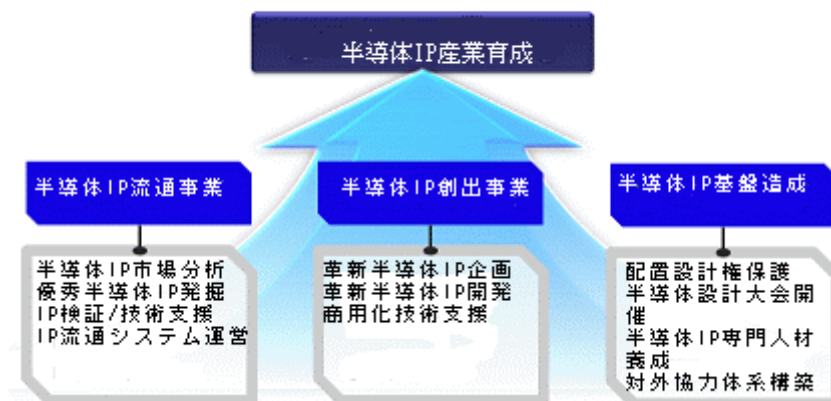 半導体IP産業育成
半導体IP流通事業
半導体IP市場分析
優秀半導体IP発掘
IP検証/技術支援
IP流通システム運営
半導体IP創出事業
革新半導体IP企画
革新半導体IP開発
商用化技術支援
半導体IP基盤造成
配置設計権保護
半導体設計大会開
催
半導体IP専門人材
養成
対外協力体系構築